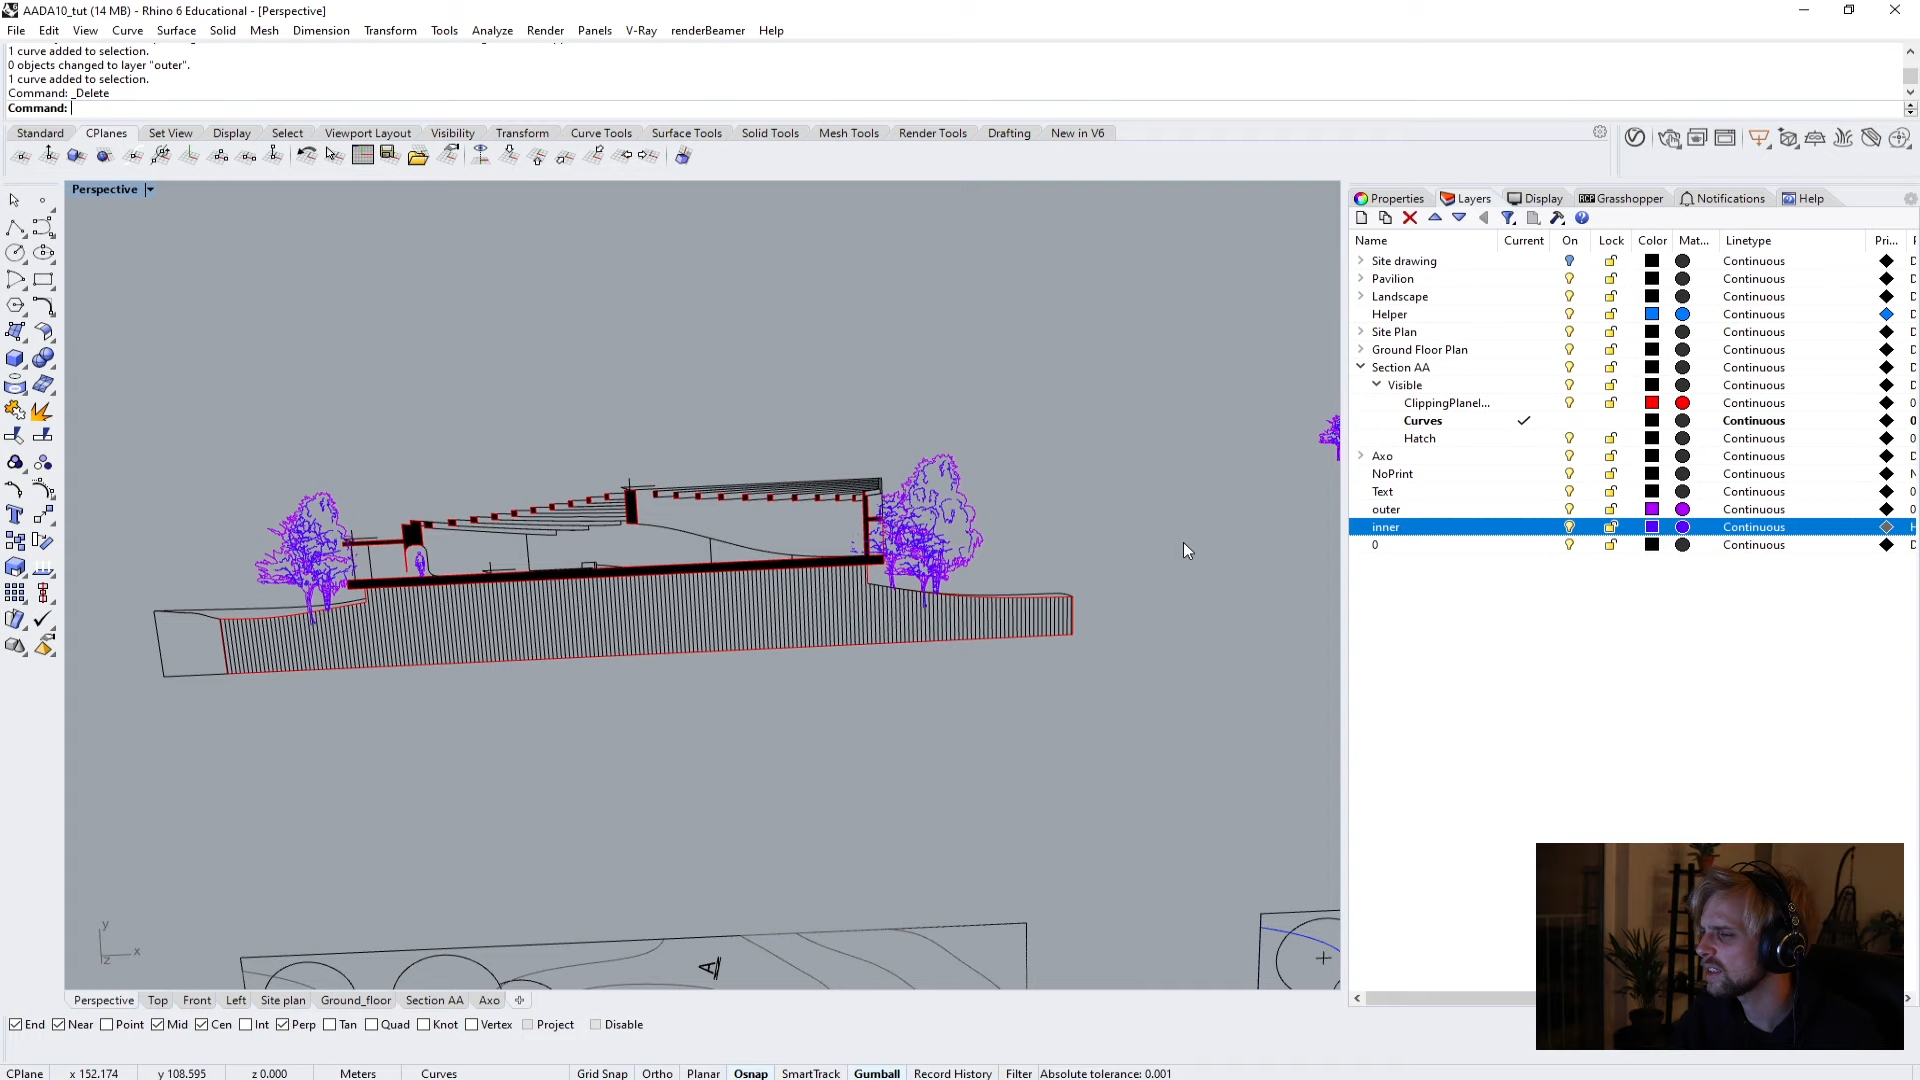 AADA10_tut (14 MB) - Rhino 6 Educational - [Perspective]
File Edit View Curve Surface Solid Mesh Dimension Transform Tools Analyze Render Panels V-Ray renderBeamer Help
1 curve added to selection.
0 objects changed to layer "outer".
1 curve added to selection.
Command: _Delete
Command:
Standard CPlanes Set View Display Select Viewport Layout Visibility Transform Curve Tools Surface Tools Solid Tools Mesh Tools Render Tools Drafting New in V6
Perspective
Properties Layers Display Grasshopper Notifications Help
Name Current On Lock Color Mat... Linetype Pri...
Site drawing Continuous
Pavilion Continuous
Landscape Continuous
Helper Continuous
Site Plan Continuous
Ground Floor Plan Continuous
Section AA Continuous
Visible Continuous
ClippingPlaneI... Continuous
Curves Continuous
Hatch Continuous
Axo Continuous
NoPrint Continuous
Text Continuous
outer Continuous
inner Continuous
0 Continuous
A
y
x
z
Perspective Top Front Left Site plan Ground_floor Section AA Axo
End Near Point Mid Cen Int Perp Tan Quad Knot Vertex Project Disable
CPlane x 152.174 y 108.595 z 0.000 Meters Curves Grid Snap Ortho Planar Osnap SmartTrack Gumball Record History Filter Absolute tolerance: 0.001